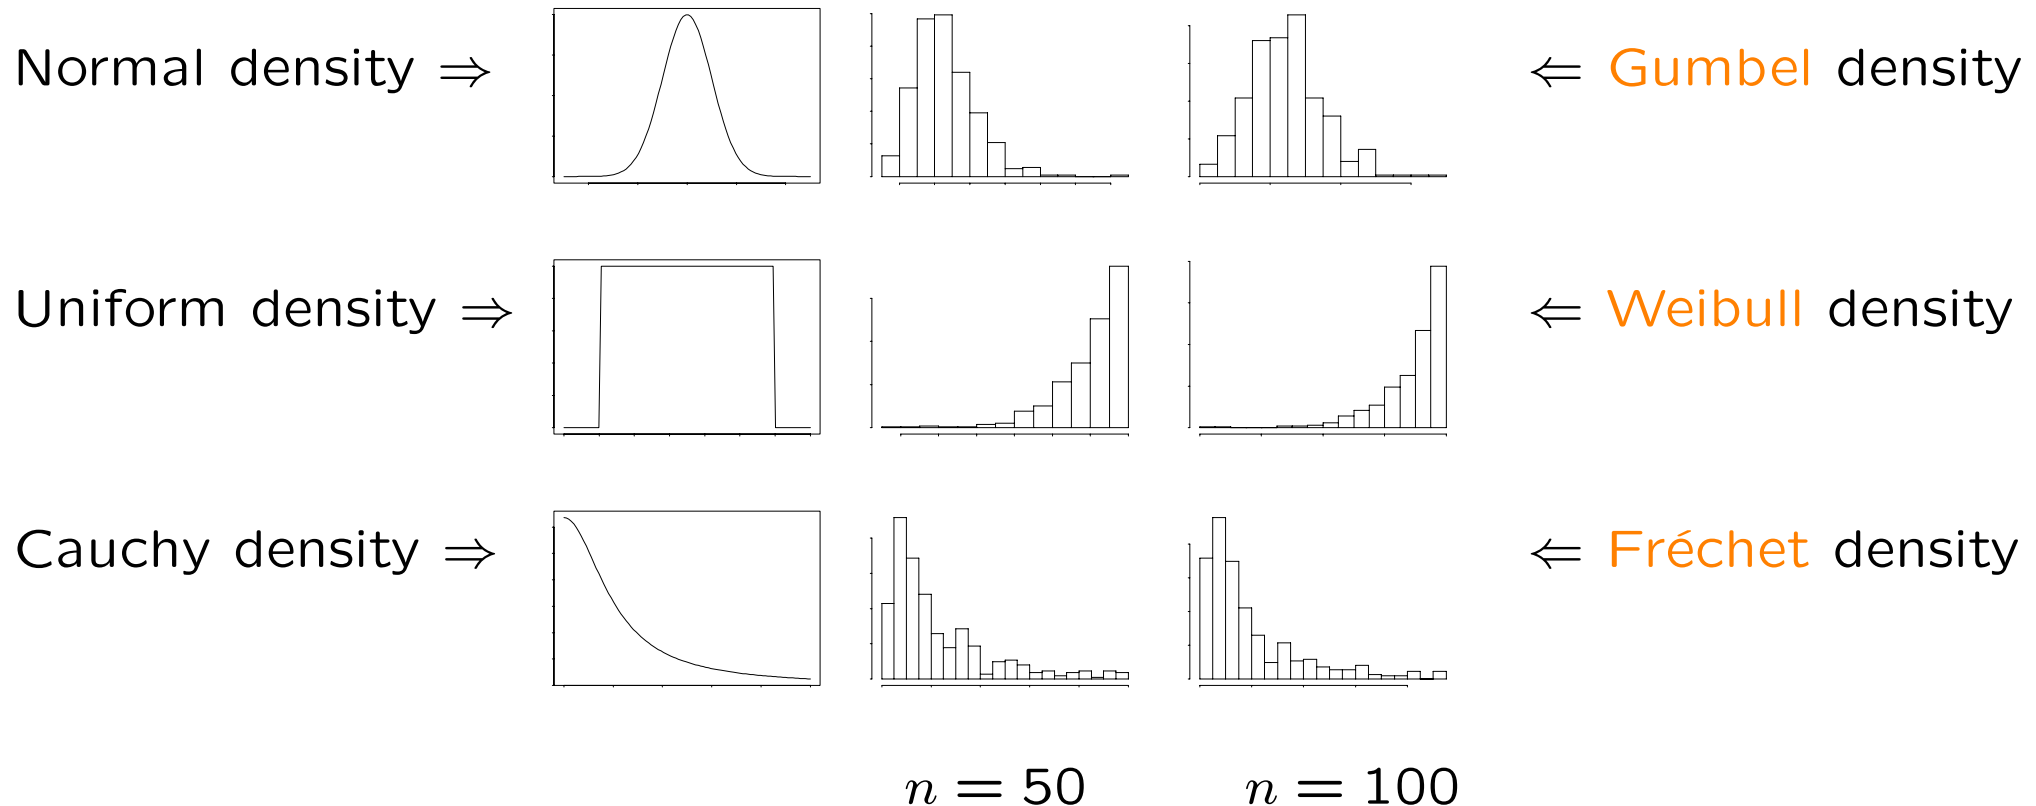 Normal density ⇒ ⇐ Gumbel density
Uniform density ⇒ ⇐ Weibull density
Cauchy density ⇒ ⇐ Fréchet density
n = 50 n = 100